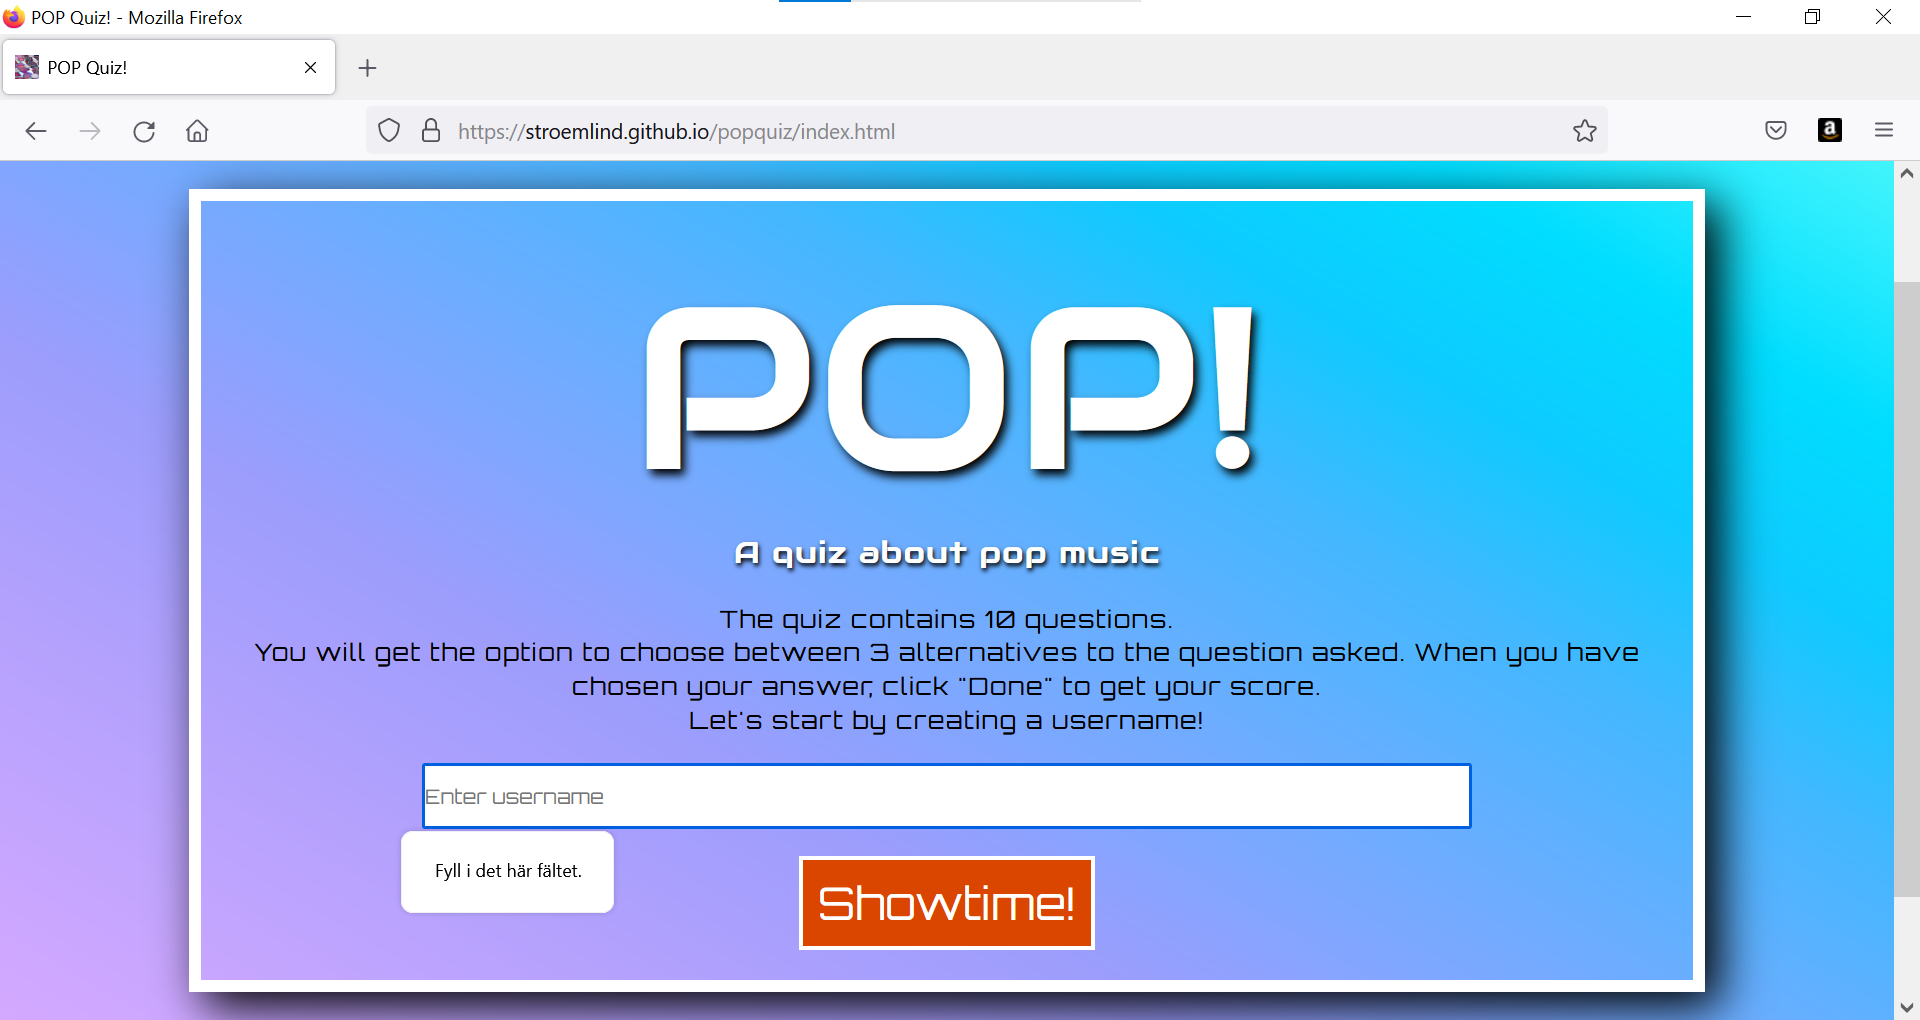 POP Quiz! - Mozilla Firefox
POP Quiz!
https://stroemlind.github.io/popquiz/index.html
a
POP!
A quiz about pop music
The quiz contains 10 questions.
You will get the option to choose between 3 alternatives to the question asked. When you have
chosen your answer, click "Done" to get your score.
Let's start by creating a username!
Enter username
Fyll i det här fältet.
Showtime!